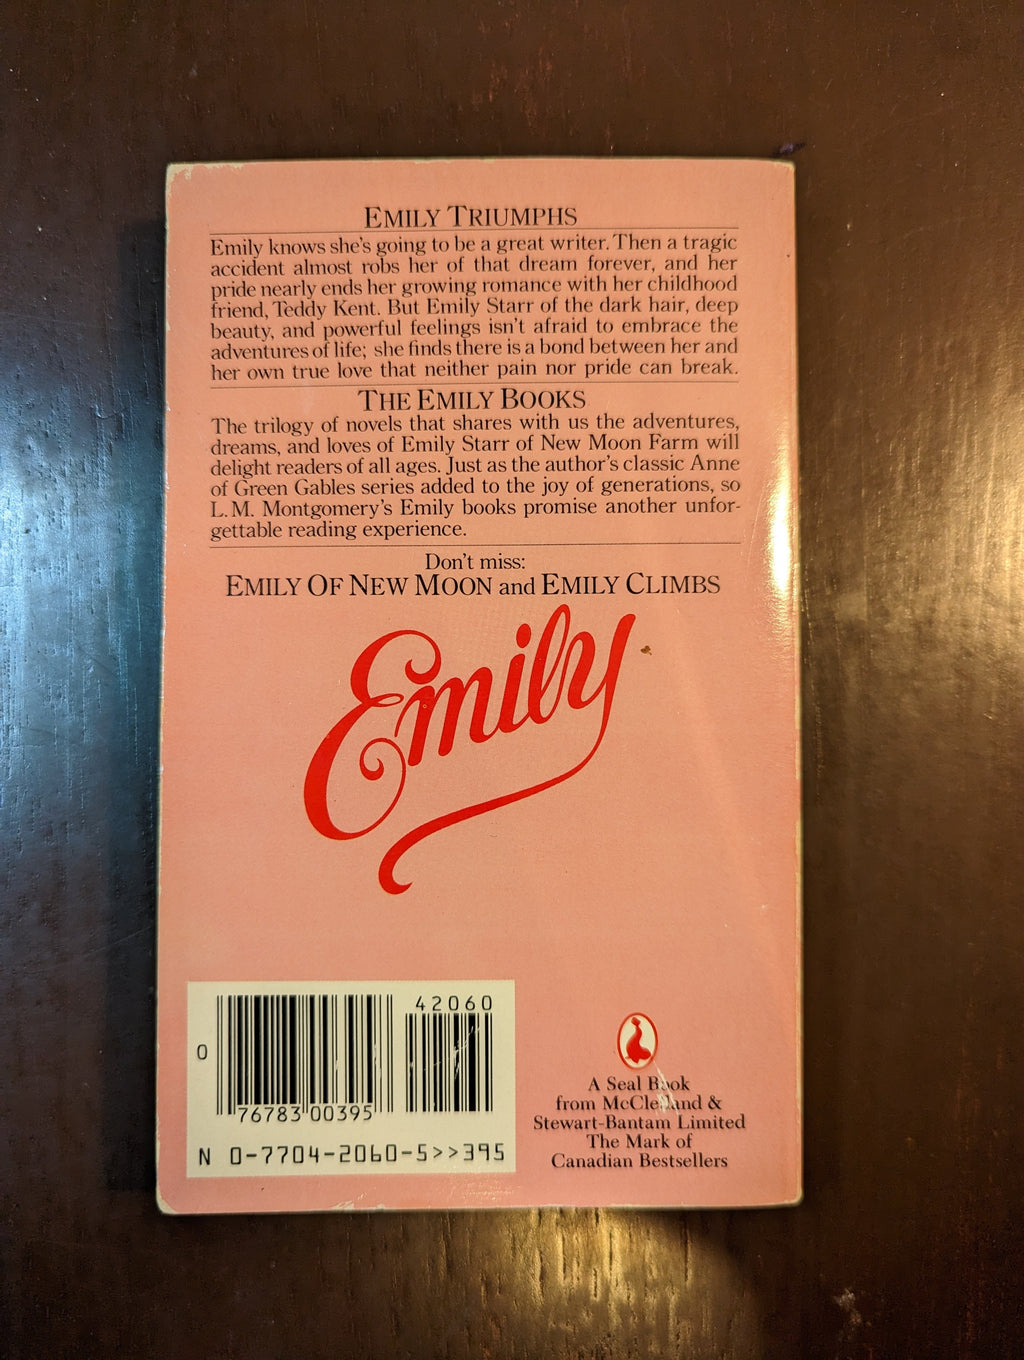 EMILY TRIUMPHS
Emily knows she's going to be a great writer. Then a tragic
accident almost robs her of that dream forever, and her
pride nearly ends her growing romance with her childhood
friend, Teddy Kent. But Emily Starr of the dark hair, deep
beauty, and powerful feelings isn't afraid to embrace the
adventures of life; she finds there is a bond between her and
her own true love that neither pain nor pride can break.
THE EMILY BOOKS
The trilogy of novels that shares with us the adventures,
dreams, and loves of Emily Starr of New Moon Farm will
delight readers of all ages. Just as the author's classic Anne
of Green Gables series added to the joy of generations, so
L.M. Montgomery's Emily books promise another unfor-
gettable reading experience.
Don't miss:
EMILY OF NEW MOON and EMILY CLIMBS
Emily
42060
0
76783 00395
N 0-7704-2060-5>>395
A Seal Book
from McClelland &
Stewart-Bantam Limited
The Mark of
Canadian Bestsellers